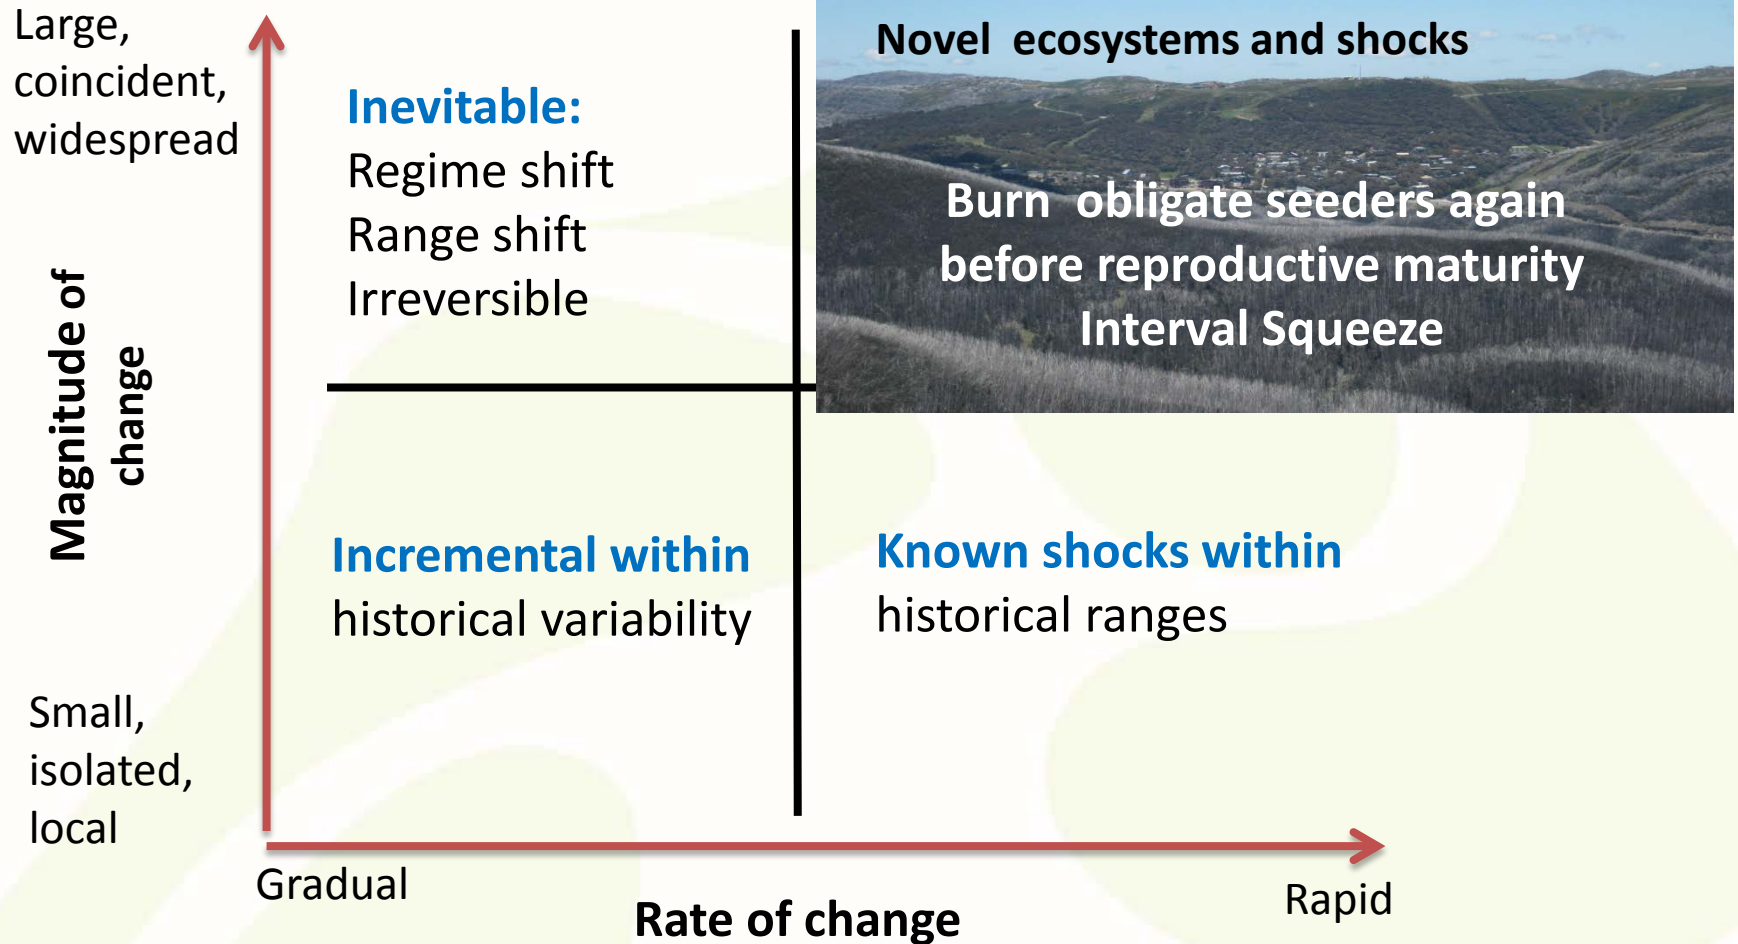 Large,
coincident,
widespread
Magnitude of
change
Small,
isolated,
local
Inevitable:
Regime shift
Range shift
Irreversible
Novel ecosystems and shocks
Burn obligate seeders again
before reproductive maturity
Interval Squeeze
Incremental within
historical variability
Known shocks within
historical ranges
Gradual
Rate of change
Rapid